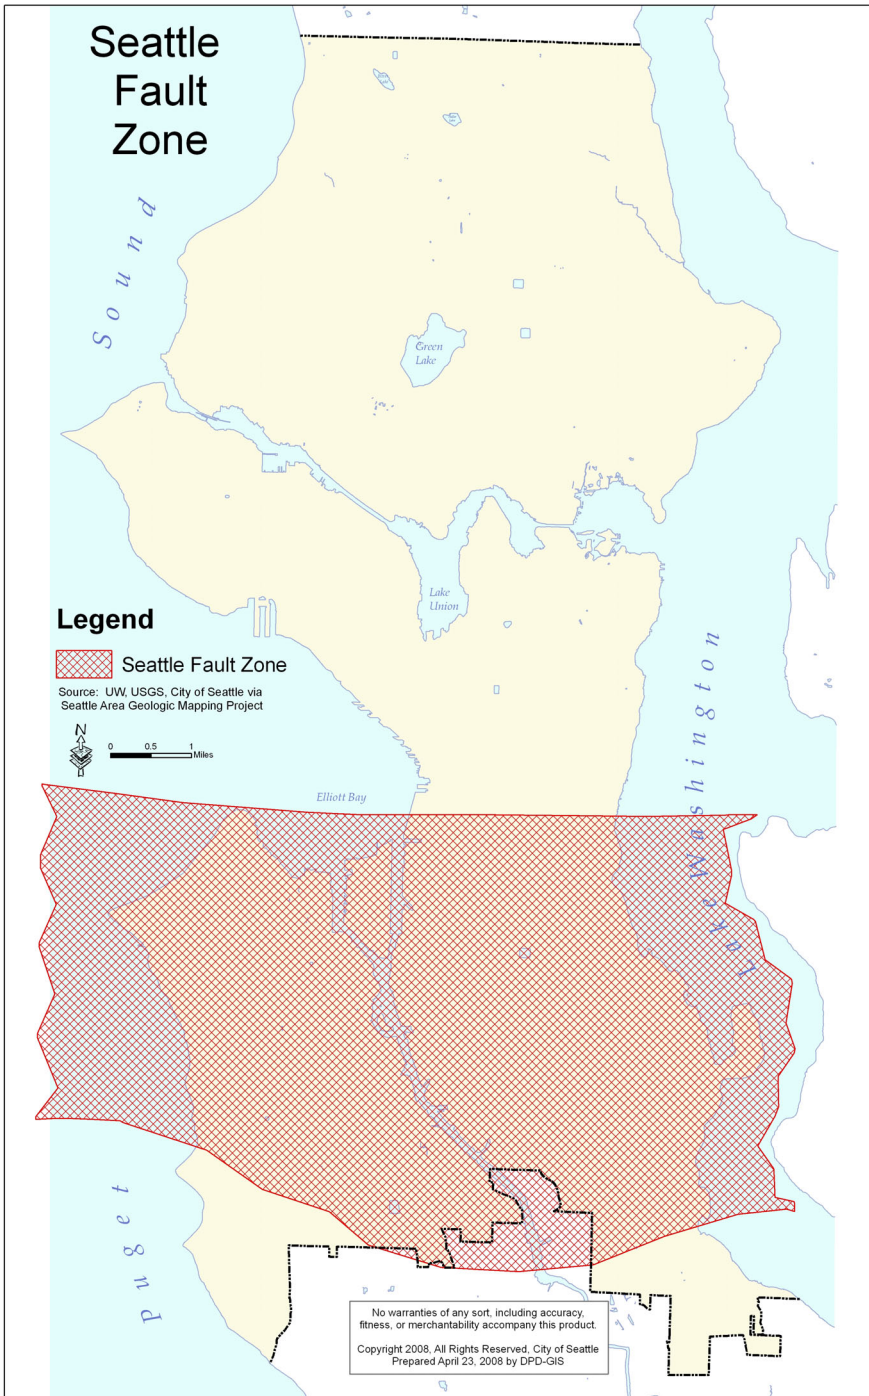 Seattle
Fault
Zone
Sound
Green
Lake
Lake
Union
Legend
Seattle Fault Zone
Source: UW, USGS, City of Seattle via
Seattle Area Geologic Mapping Project
N
0 0.5 1
Miles
Elliott Bay
Lake Washington
Puget
No warranties of any sort, including accuracy,
fitness, or merchantability accompany this product.
Copyright 2008, All Rights Reserved, City of Seattle
Prepared April 23, 2008 by DPD-GIS